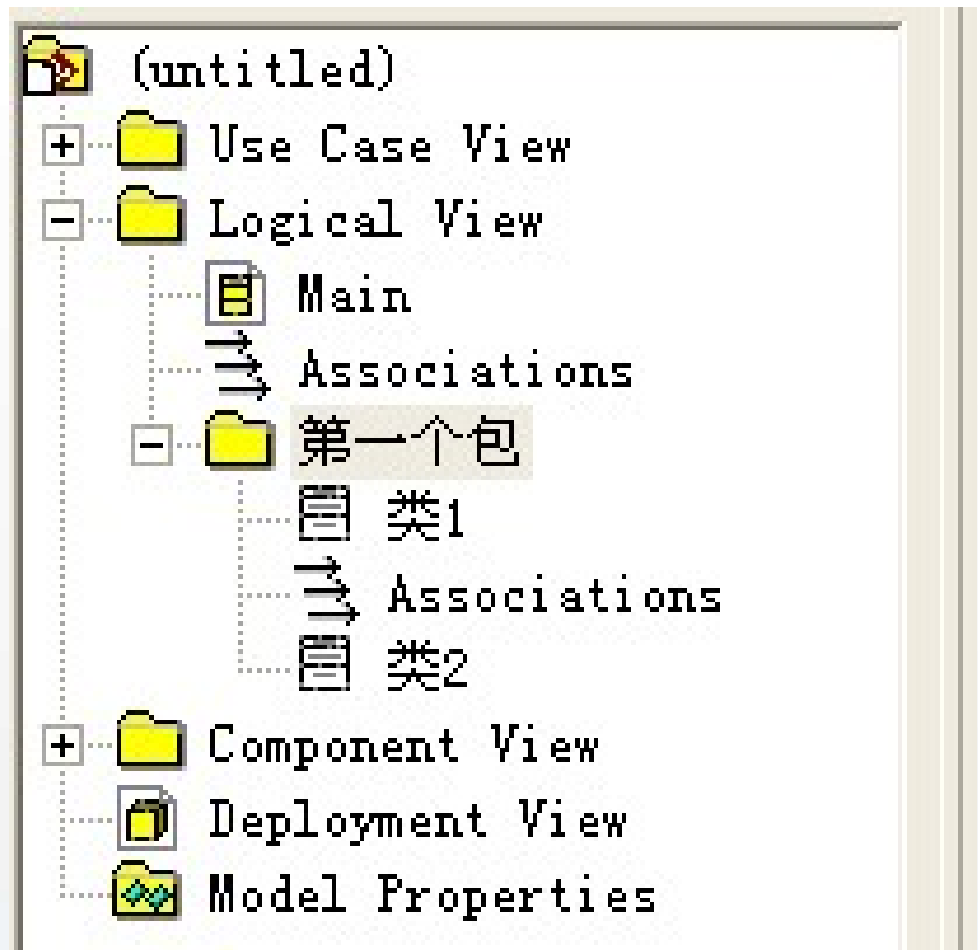 (untitled)
Use Case View
Logical View
Main
Associations
第一个包
类1
Associations
类2
Component View
Deployment View
Model Properties